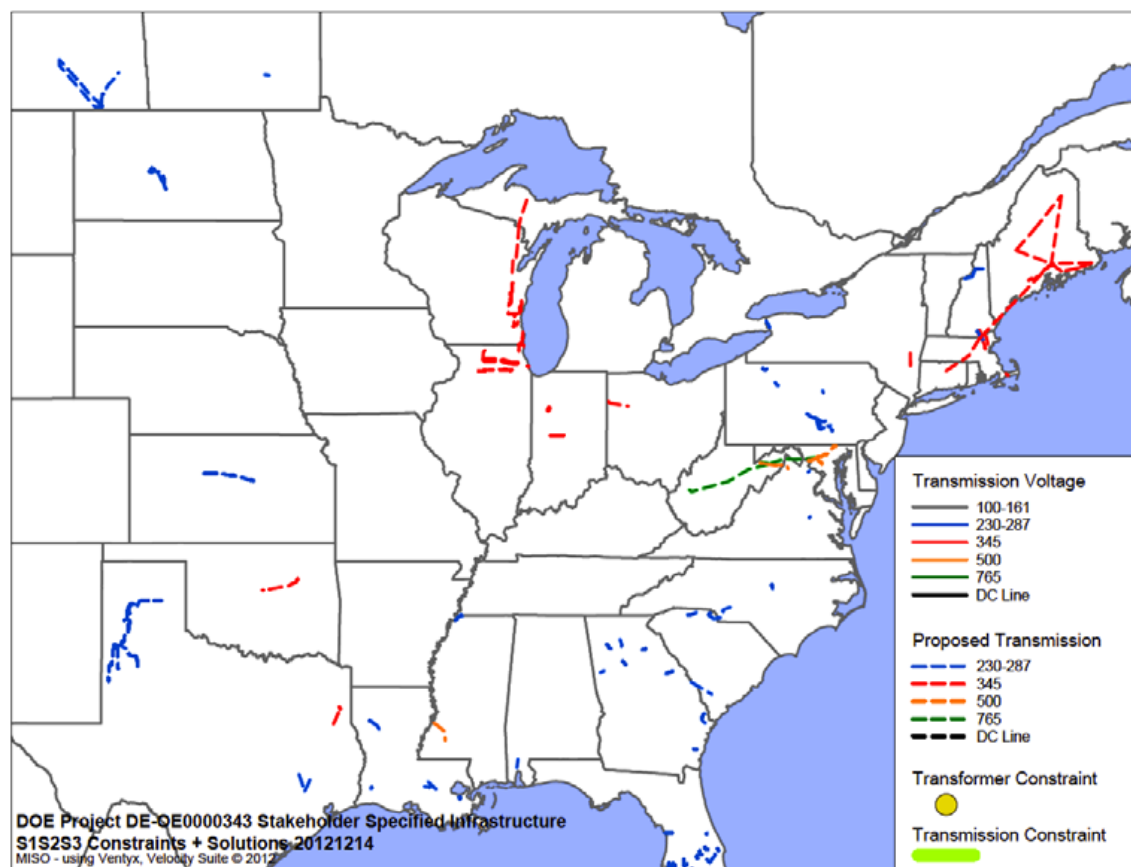 Transmission Voltage
100-161
230-287
345
500
765
DC Line
Proposed Transmission
230-287
345
500
765
DC Line
Transformer Constraint
Transmission Constraint
DOE Project DE-OE0000343 Stakeholder Specified Infrastructure
S1S2S3 Constraints + Solutions 20121214
MISO - using Ventyx, Velocity Suite © 2012